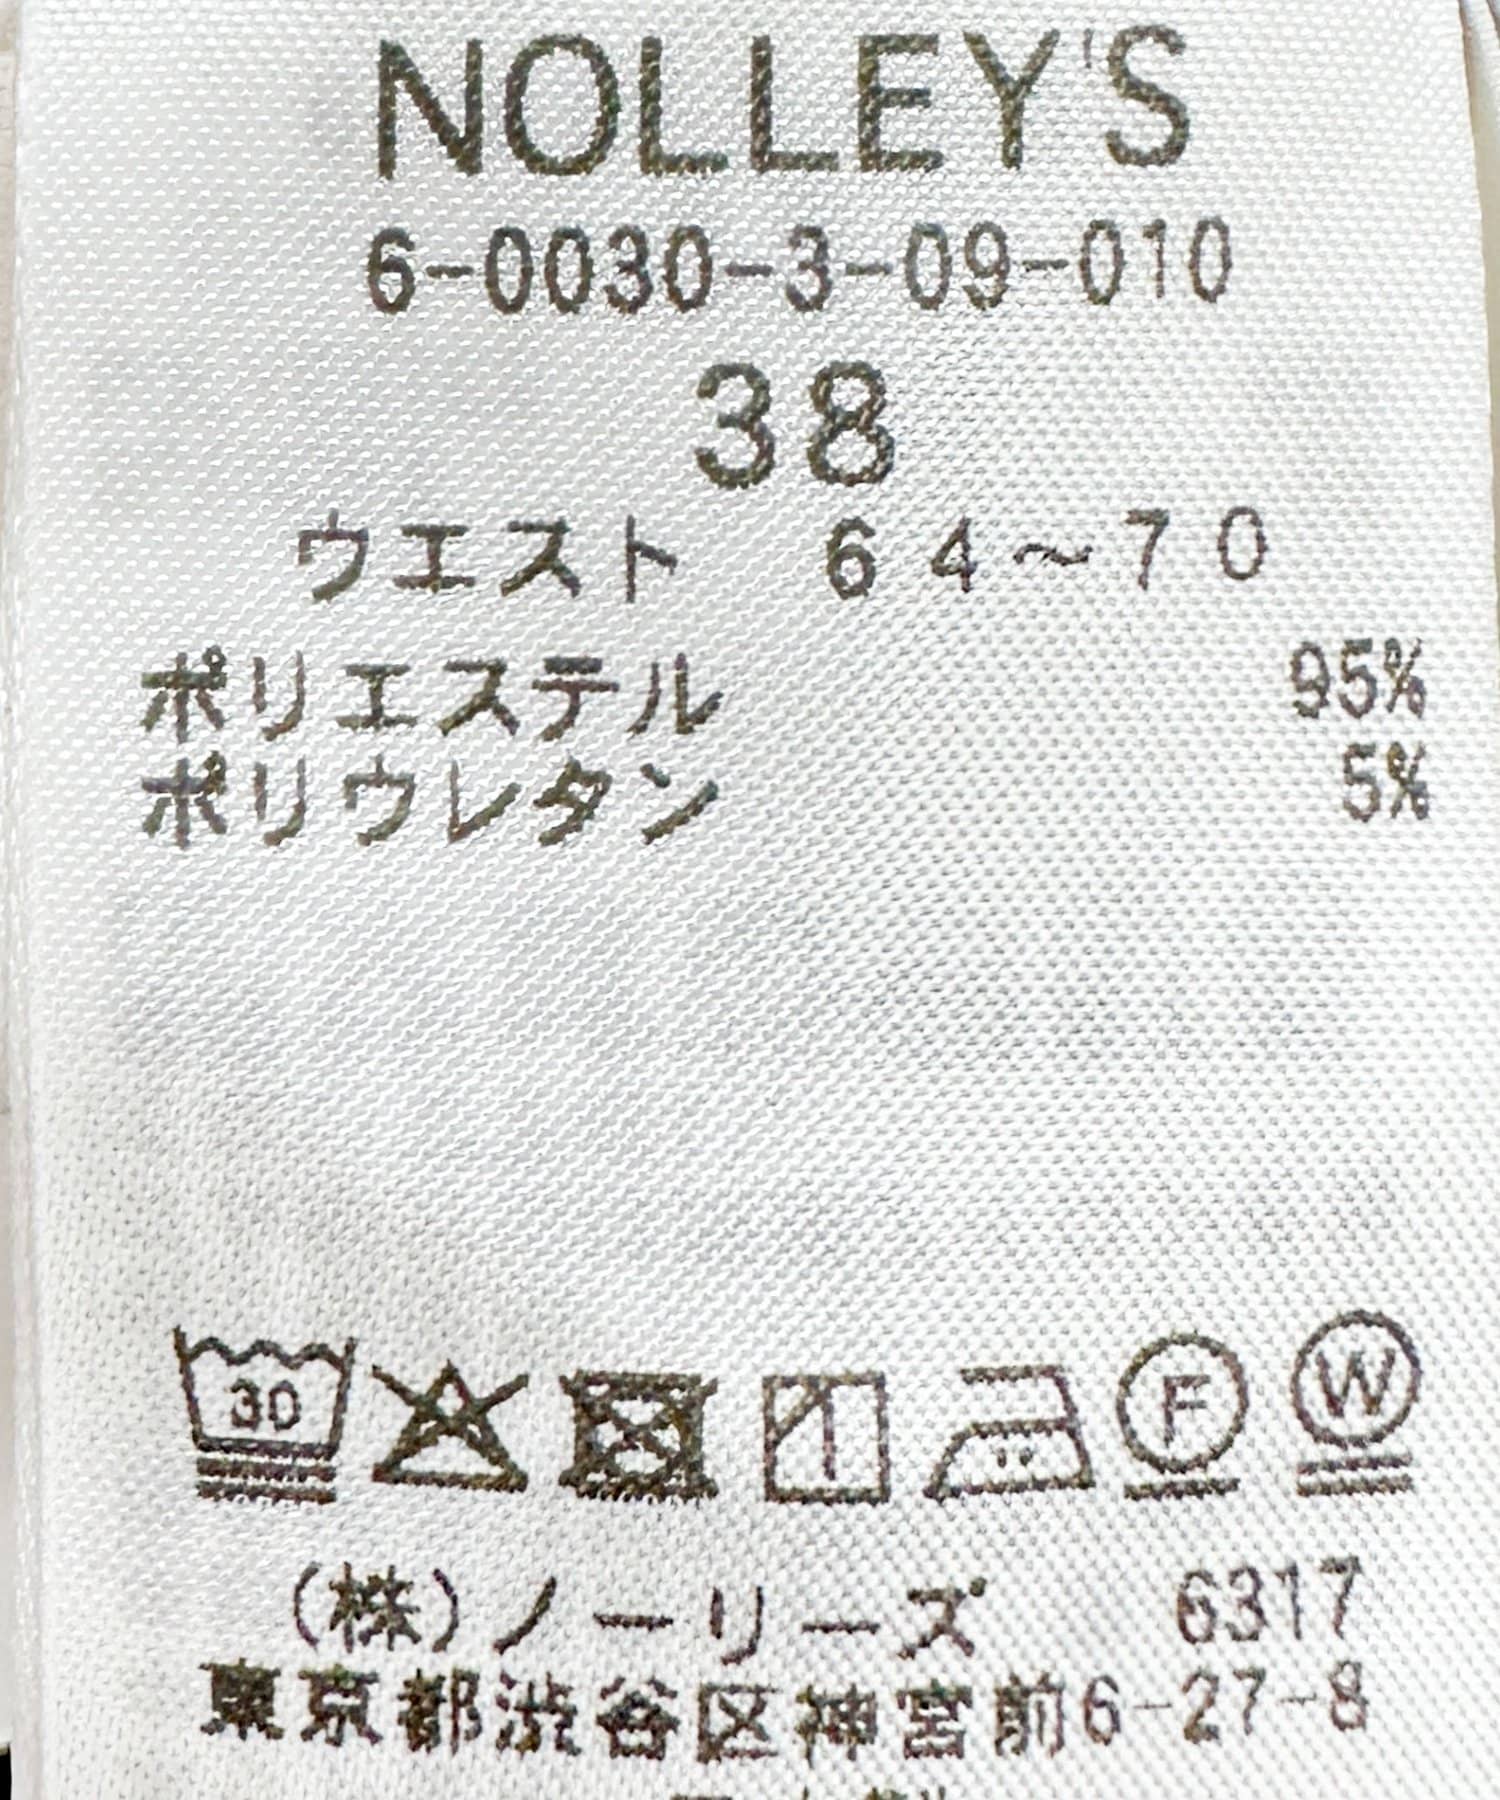 NOLLEY'S
6-0030-3-09-010
38
ウエスト 64～70
ポリエステル 95%
ポリウレタン 5%
30 F W
(株)ノーリーズ 6317
東京都渋谷区神宮前6-27-8